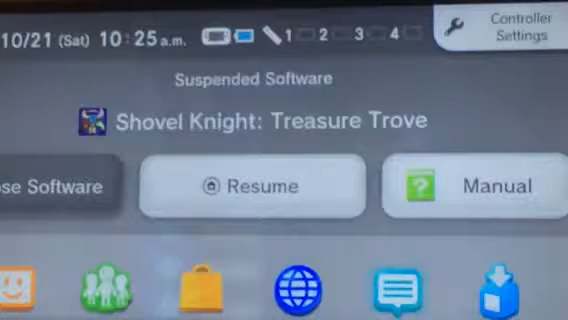 10/21 (Sat) 10:25 a.m. 1 2 3 4
Controller
Settings
Suspended Software
Shovel Knight: Treasure Trove
se Software
Resume
Manual